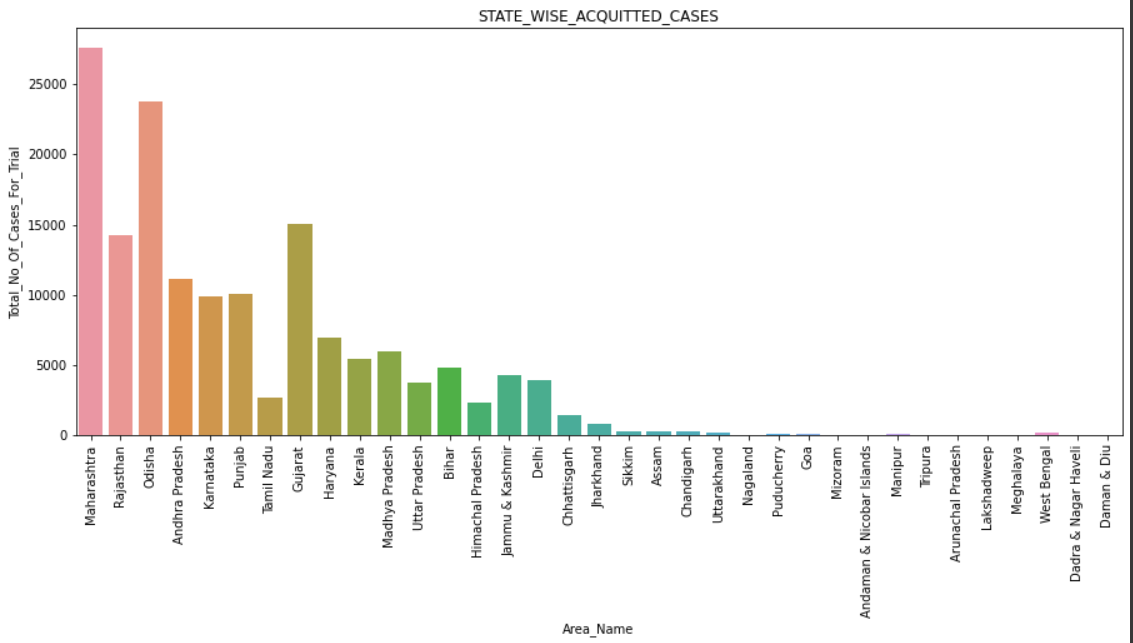 STATE_WISE_ACQUITTED_CASES
Total_No_Of_Cases_For_Trial
25000
20000
15000
10000
5000
0
Maharashtra
Rajasthan
Odisha
Andhra Pradesh
Karnataka
Punjab
Tamil Nadu
Gujarat
Haryana
Kerala
Madhya Pradesh
Uttar Pradesh
Bihar
Himachal Pradesh
Jammu & Kashmir
Delhi
Chhattisgarh
Jharkhand
Sikkim
Assam
Chandigarh
Uttarakhand
Nagaland
Puducherry
Goa
Mizoram
Andaman & Nicobar Islands
Manipur
Tripura
Arunachal Pradesh
Lakshadweep
Meghalaya
West Bengal
Dadra & Nagar Haveli
Daman & Diu
Area_Name